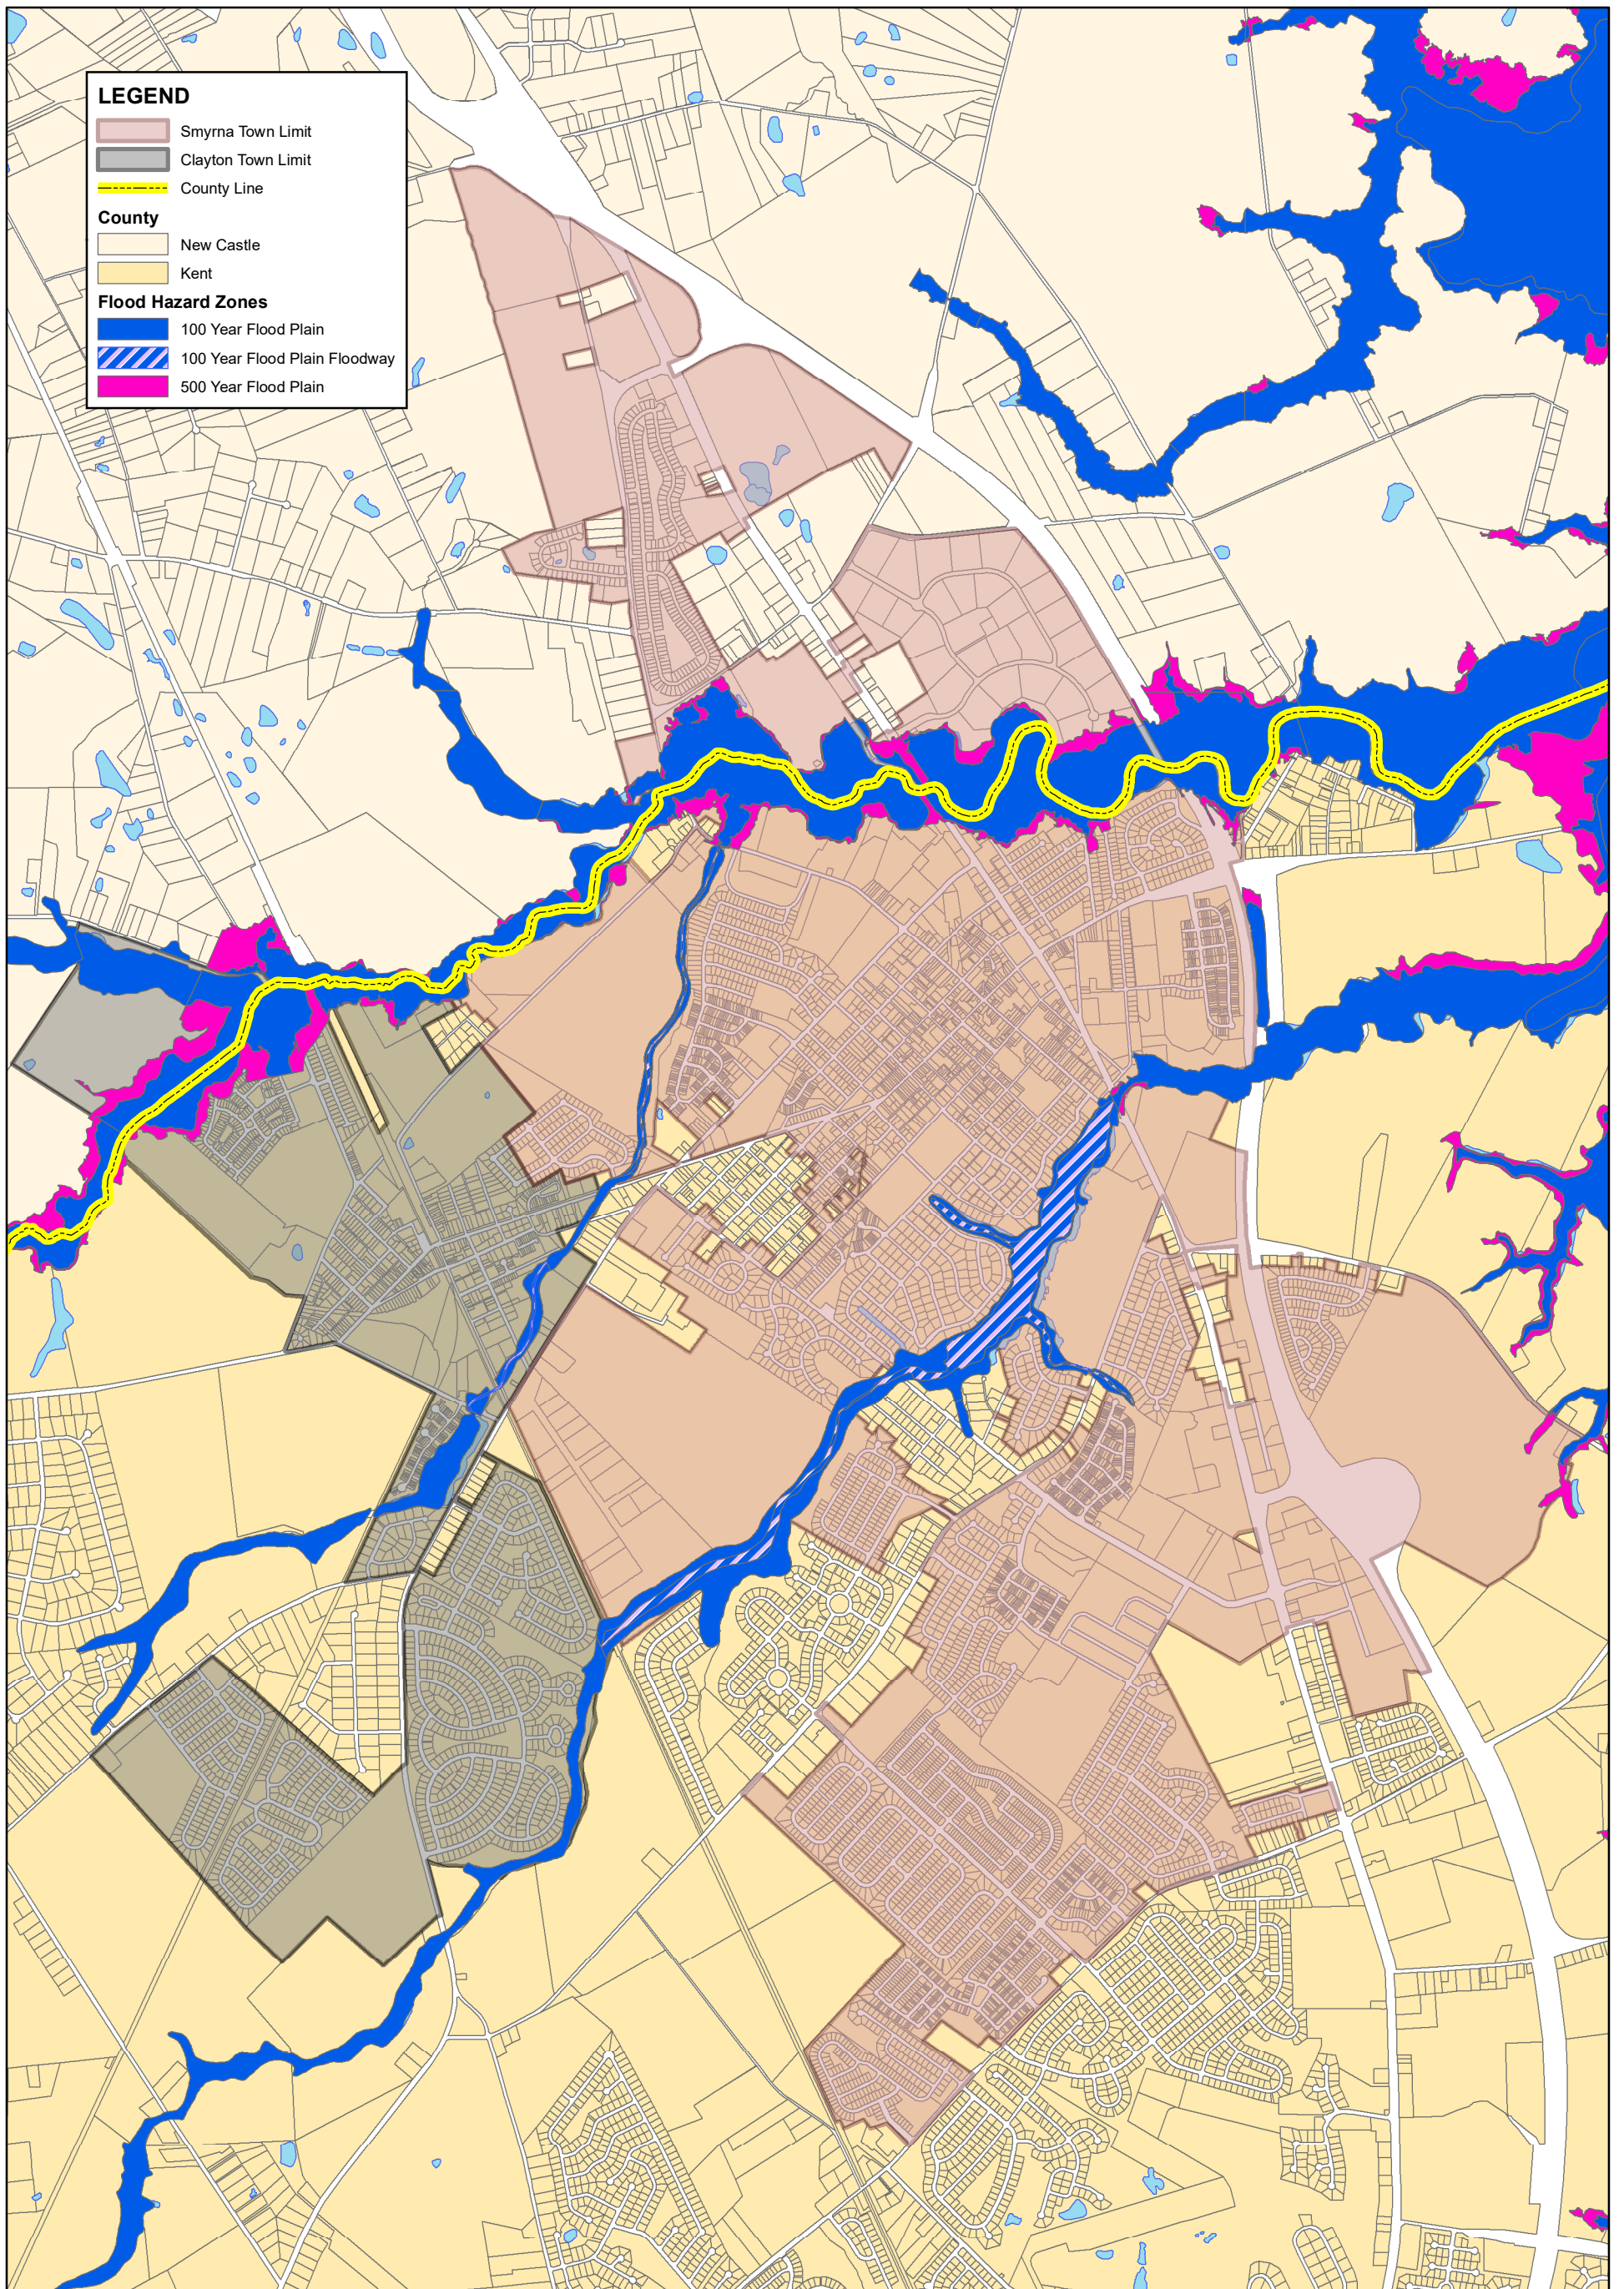 LEGEND
Smyrna Town Limit
Clayton Town Limit
County Line
County
New Castle
Kent
Flood Hazard Zones
100 Year Flood Plain
100 Year Flood Plain Floodway
500 Year Flood Plain